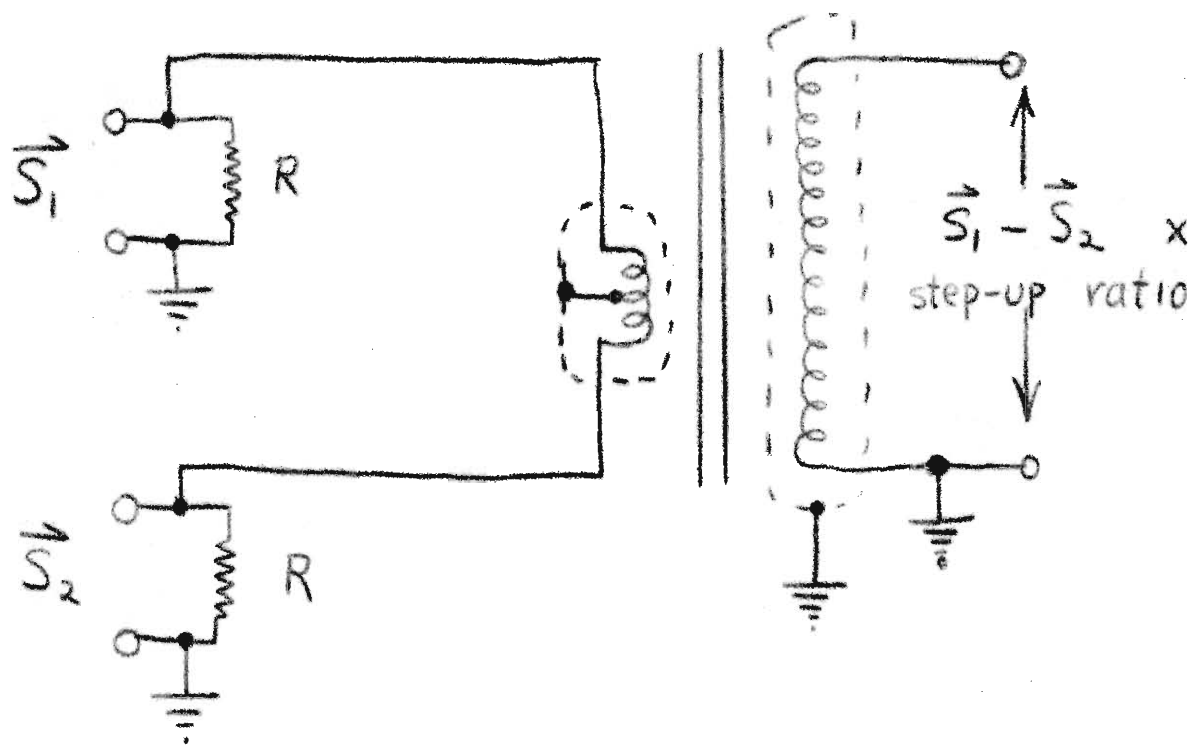 S⃗₁
R
S⃗₁ − S⃗₂ x
step-up ratio
S⃗₂
R